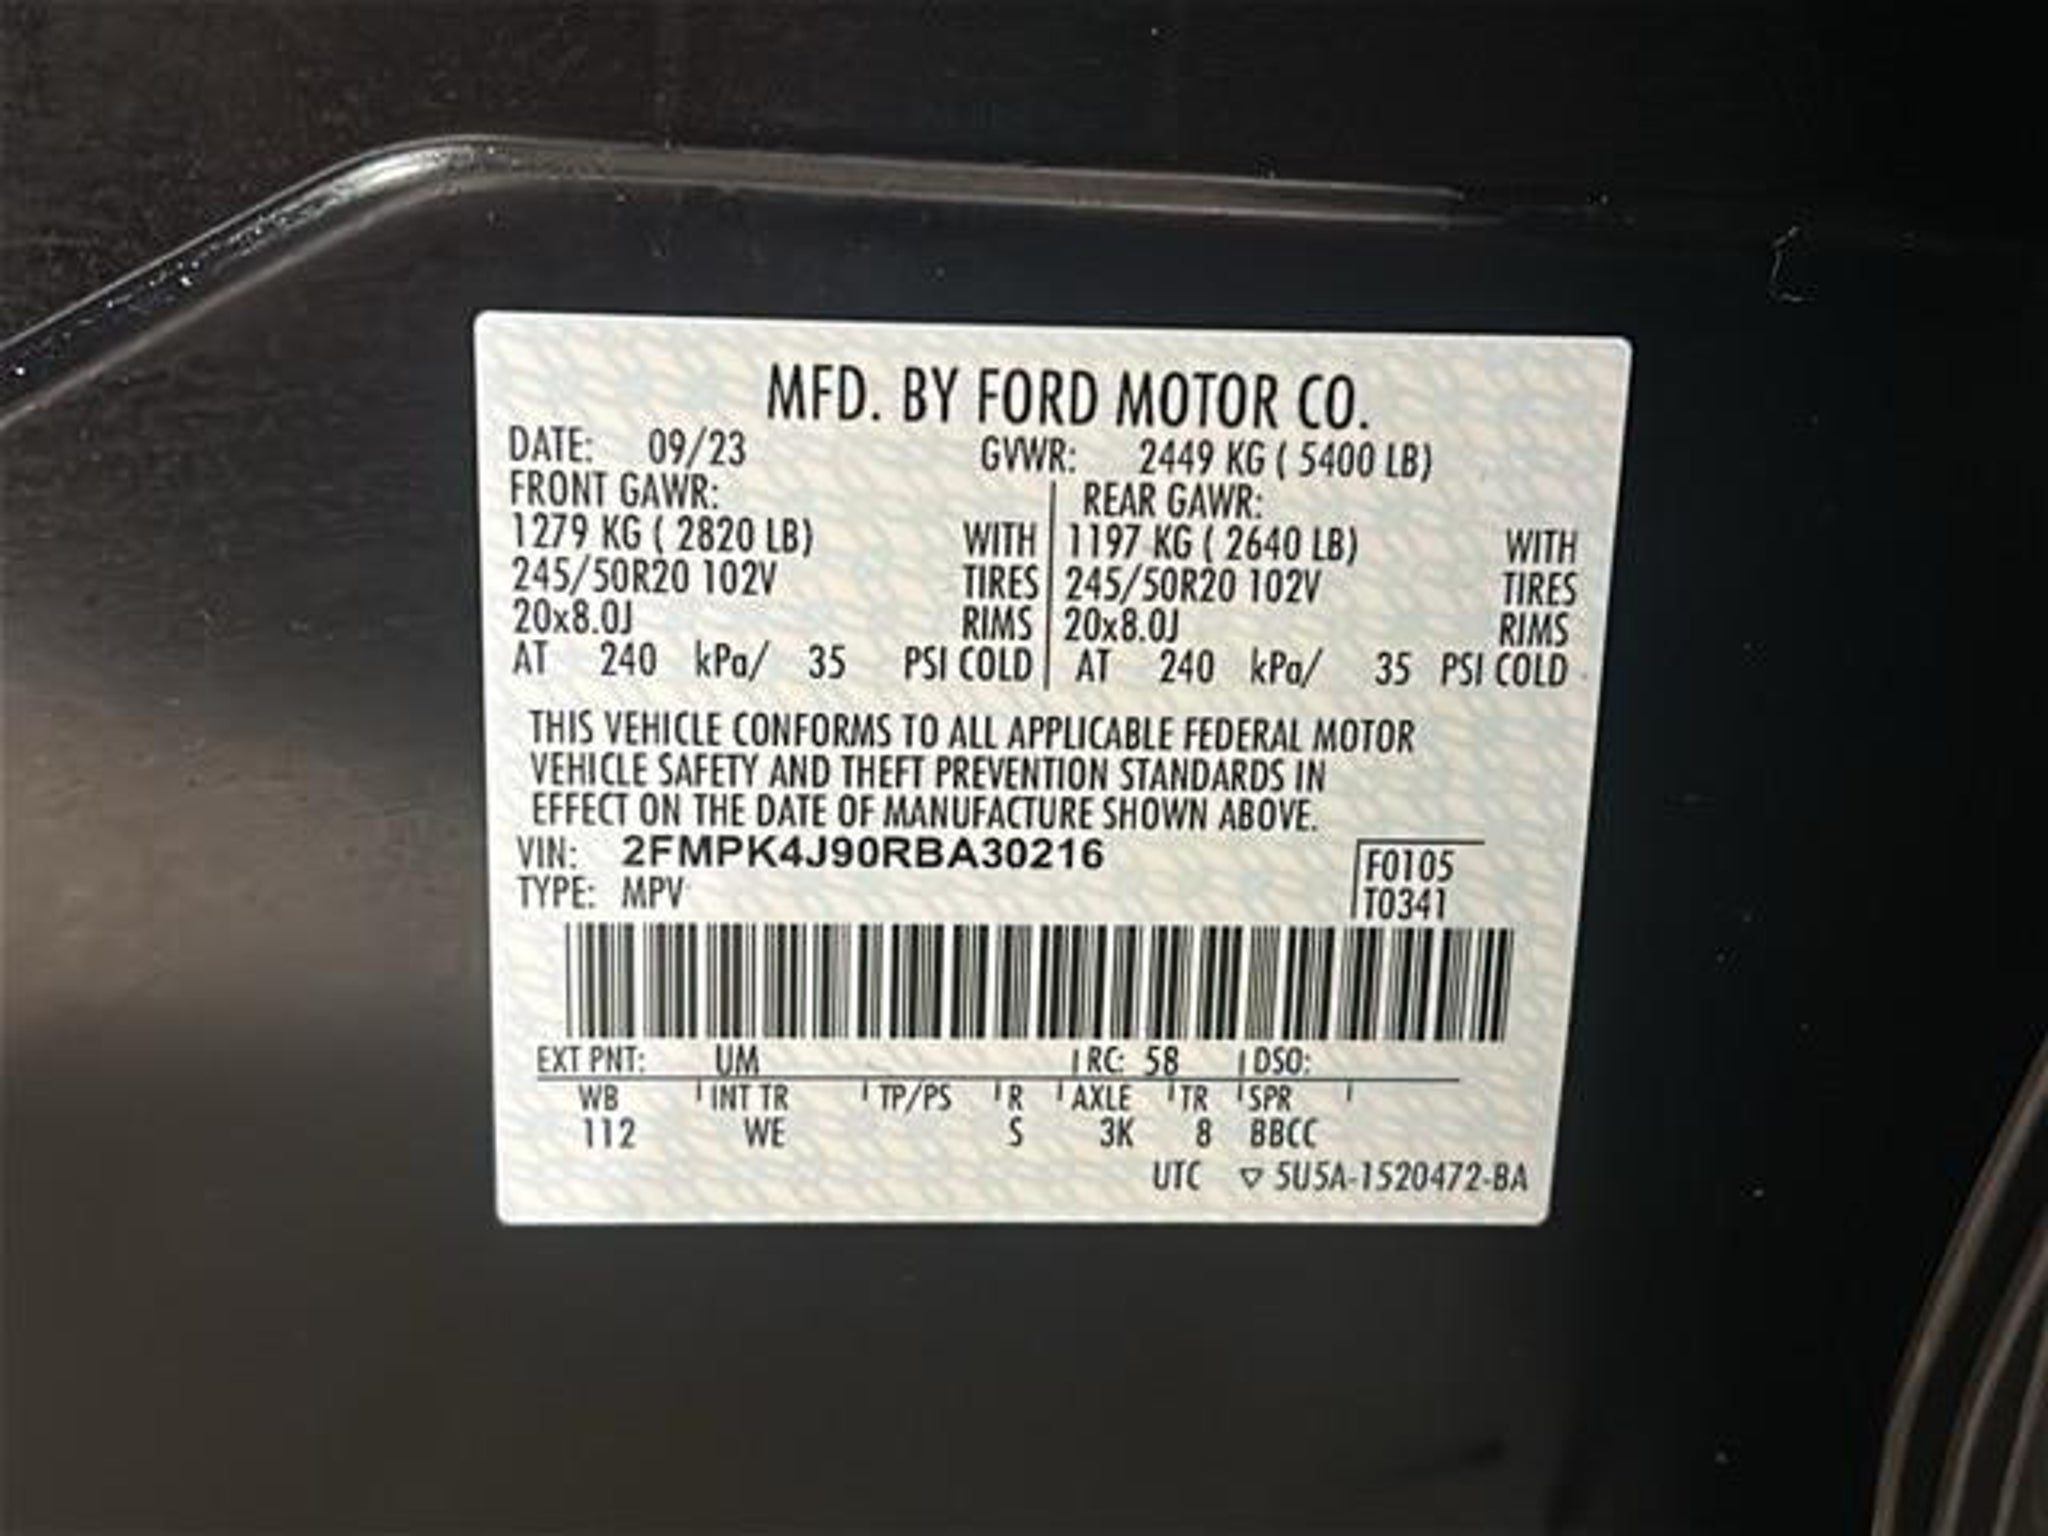 MFD. BY FORD MOTOR CO.
DATE: 09/23 GVWR: 2449 KG ( 5400 LB)
FRONT GAWR: REAR GAWR:
1279 KG ( 2820 LB) WITH 1197 KG ( 2640 LB) WITH
245/50R20 102V TIRES 245/50R20 102V TIRES
20x8.0J RIMS 20x8.0J RIMS
AT 240 kPa/ 35 PSI COLD AT 240 kPa/ 35 PSI COLD
THIS VEHICLE CONFORMS TO ALL APPLICABLE FEDERAL MOTOR
VEHICLE SAFETY AND THEFT PREVENTION STANDARDS IN
EFFECT ON THE DATE OF MANUFACTURE SHOWN ABOVE.
VIN: 2FMPK4J90RBA30216 F0105
TYPE: MPV T0341
EXT PNT: UM RC: 58 DSO:
WB INT TR TP/PS R AXLE TR SPR
112 WE S 3K 8 BBCC
UTC ▽ 5U5A-1520472-BA